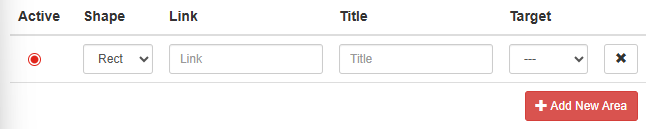 Active Shape Link Title Target
Rect Link Title ---
Add New Area